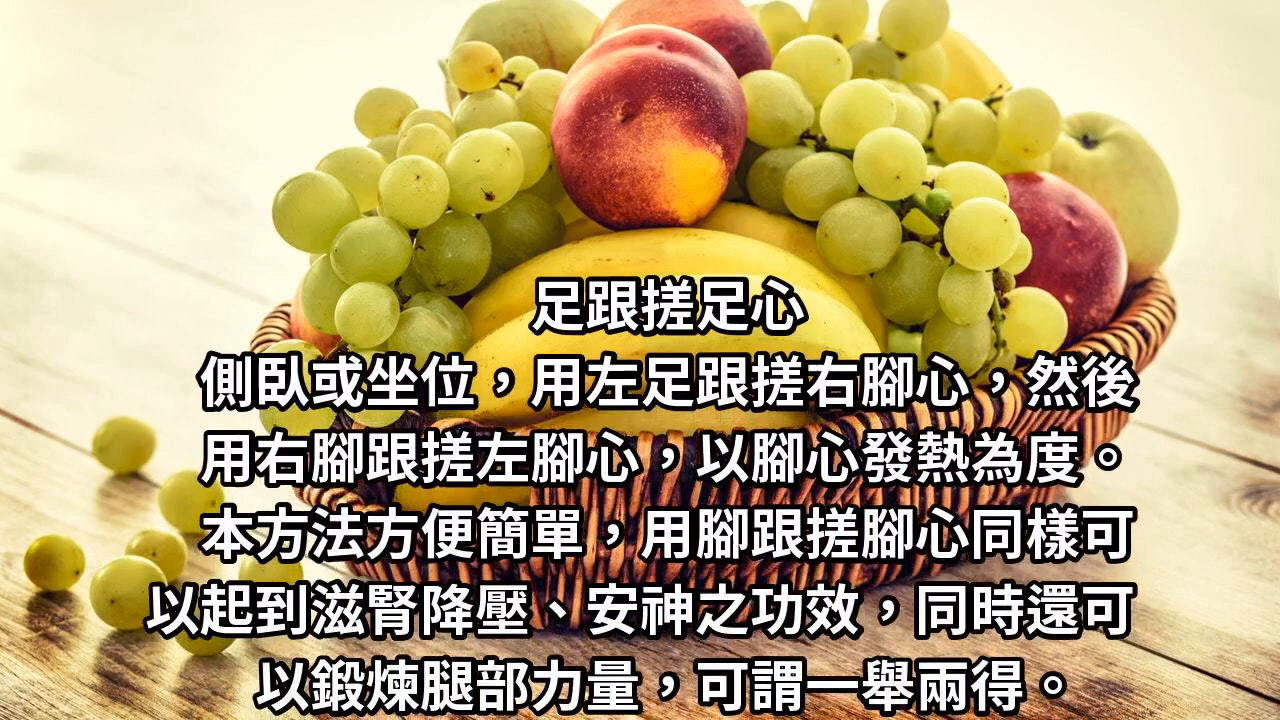 足跟搓足心
側臥或坐位，用左足跟搓右腳心，然後
用右腳跟搓左腳心，以腳心發熱為度。
本方法方便簡單，用腳跟搓腳心同樣可
以起到滋腎降壓、安神之功效，同時還可
以鍛煉腿部力量，可謂一舉兩得。